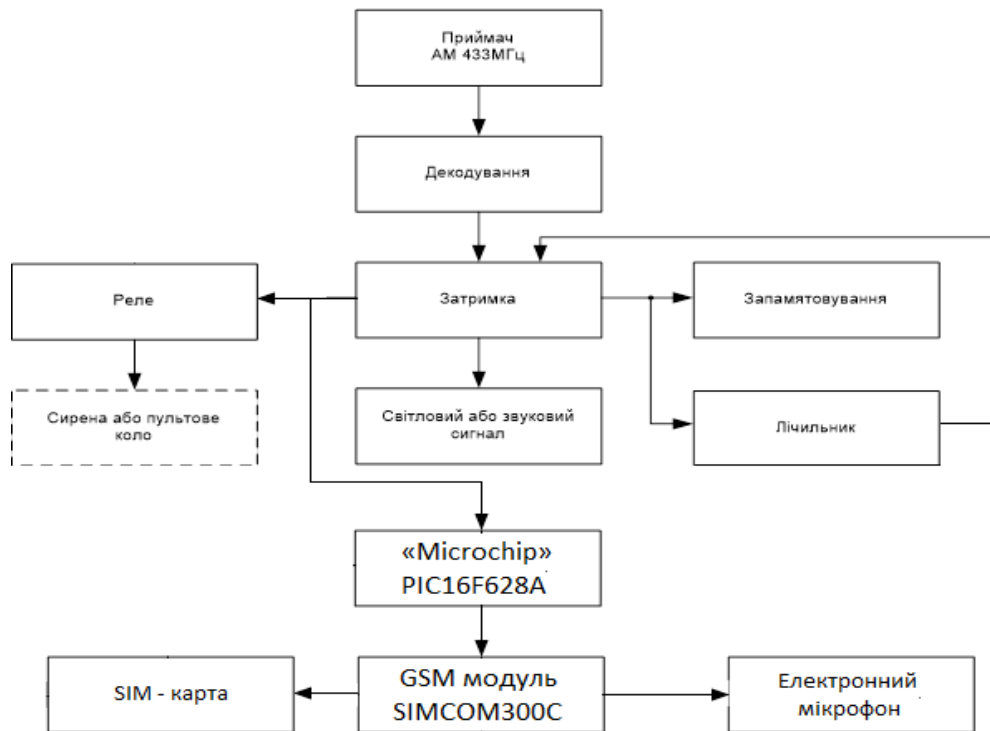 Приймач
АМ 433МГц
Декодування
Реле
Затримка
Запамятовування
Сирена або пультове
коло
Світловий або звуковий
сигнал
Лічильник
«Microchip»
PIC16F628A
SIM - карта
GSM модуль
SIMCOM300C
Електронний
мікрофон